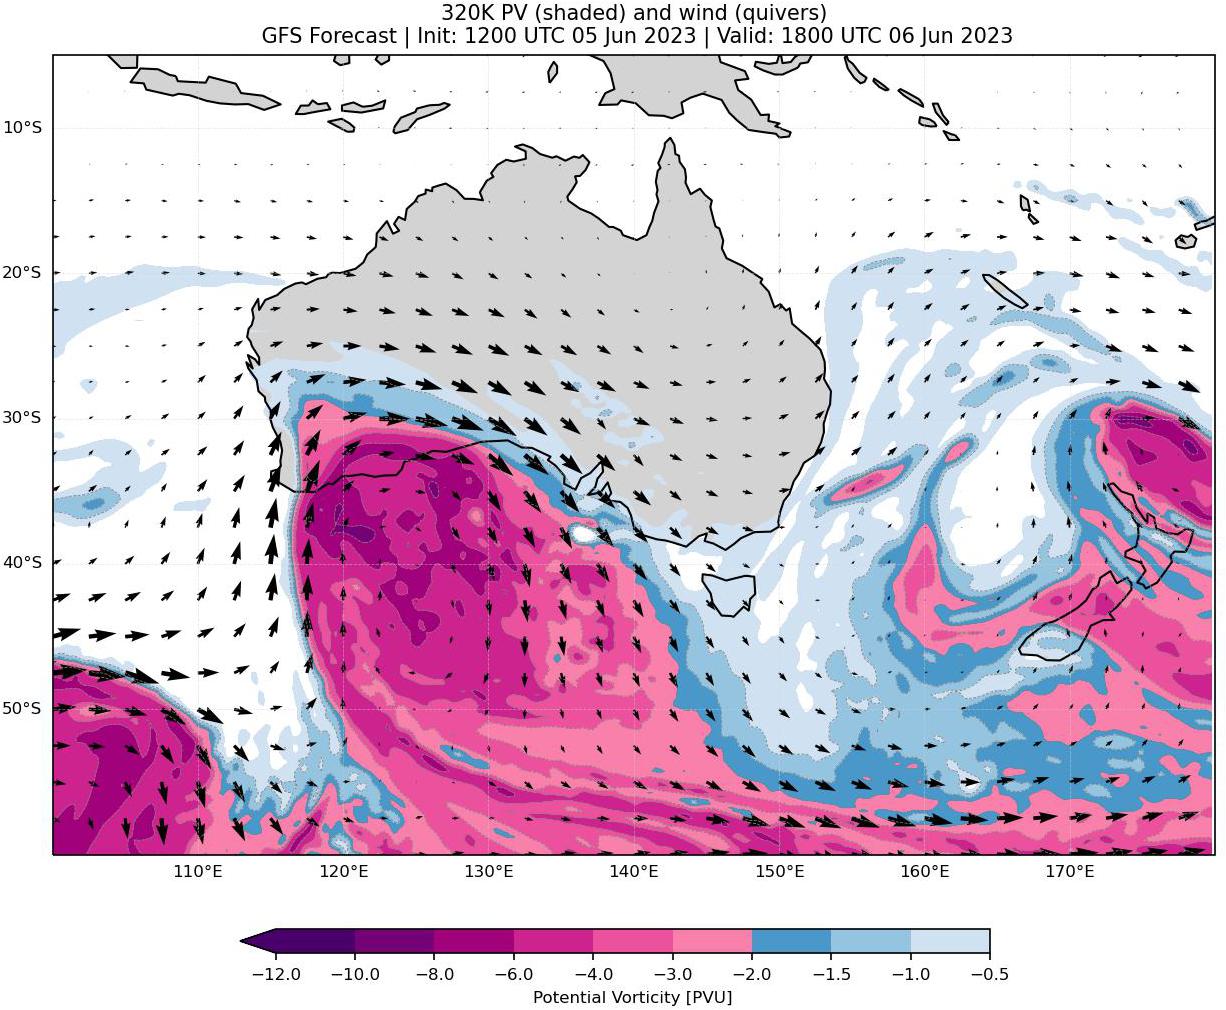 320K PV (shaded) and wind (quivers)
GFS Forecast | Init: 1200 UTC 05 Jun 2023 | Valid: 1800 UTC 06 Jun 2023
10°S
20°S
30°S
40°S
50°S
110°E 120°E 130°E 140°E 150°E 160°E 170°E
−12.0 −10.0 −8.0 −6.0 −4.0 −3.0 −2.0 −1.5 −1.0 −0.5
Potential Vorticity [PVU]